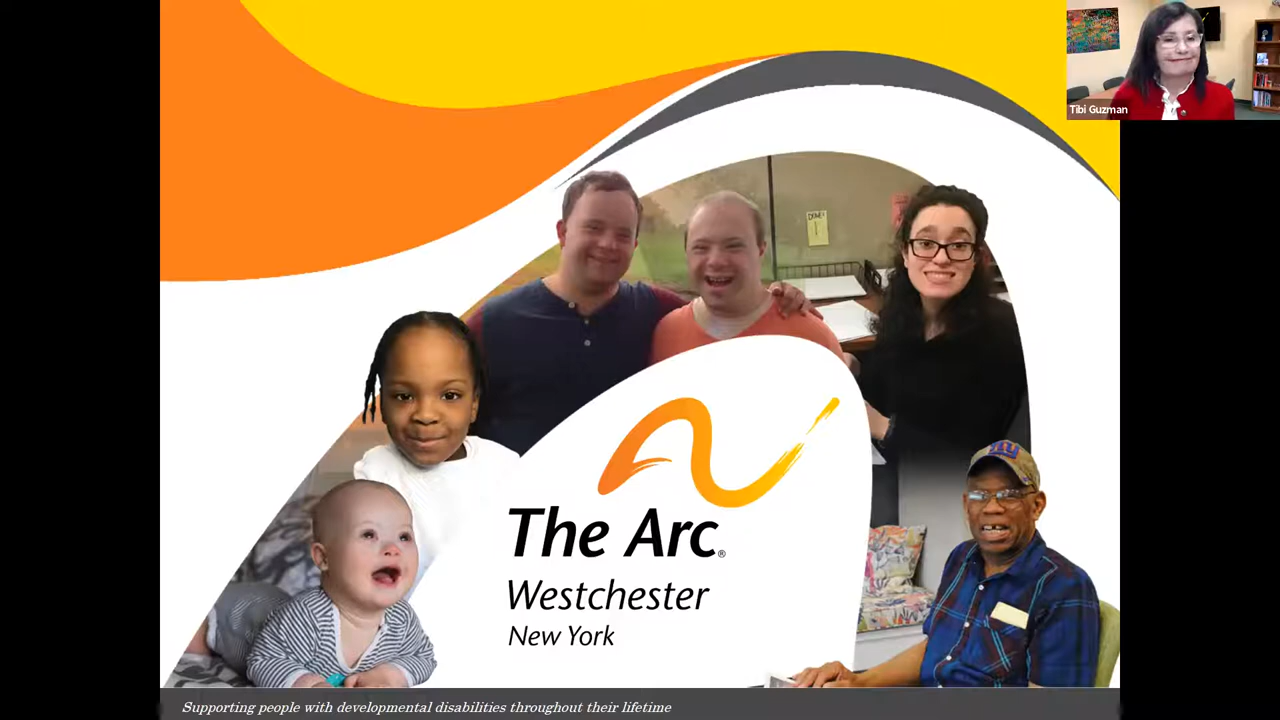 Tibi Guzman
The Arc®
Westchester
New York
Supporting people with developmental disabilities throughout their lifetime